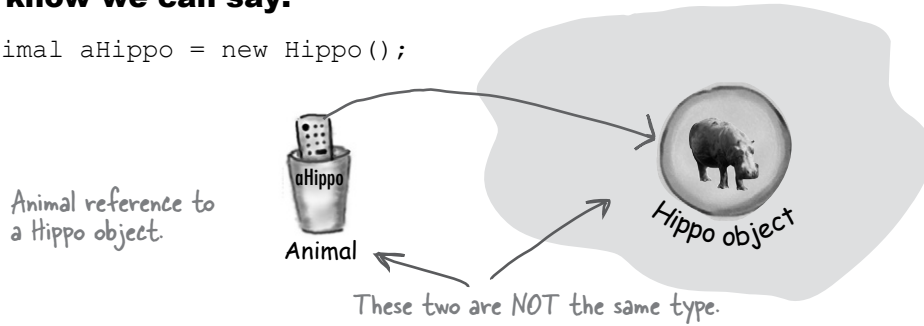 know we can say:
imal aHippo = new Hippo();
aHippo
Animal reference to
a Hippo object.
Animal
Hippo object
These two are NOT the same type.